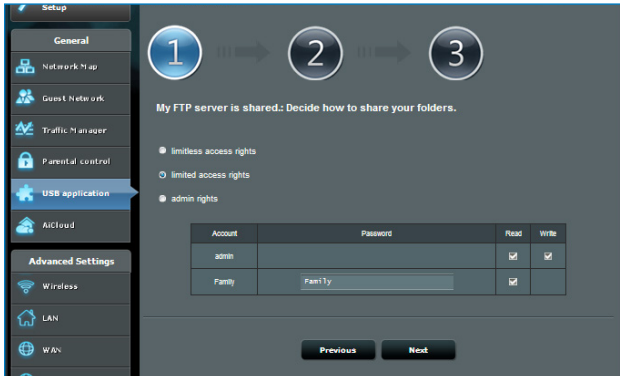 Setup
General
Network Map
Guest Network
Traffic Manager
Parental control
USB application
AiCloud
Advanced Settings
Wireless
LAN
WAN
1 2 3
My FTP server is shared.: Decide how to share your folders.
limitless access rights
limited access rights
admin rights
Account Password Read Write
admin
Family Family
Previous Next